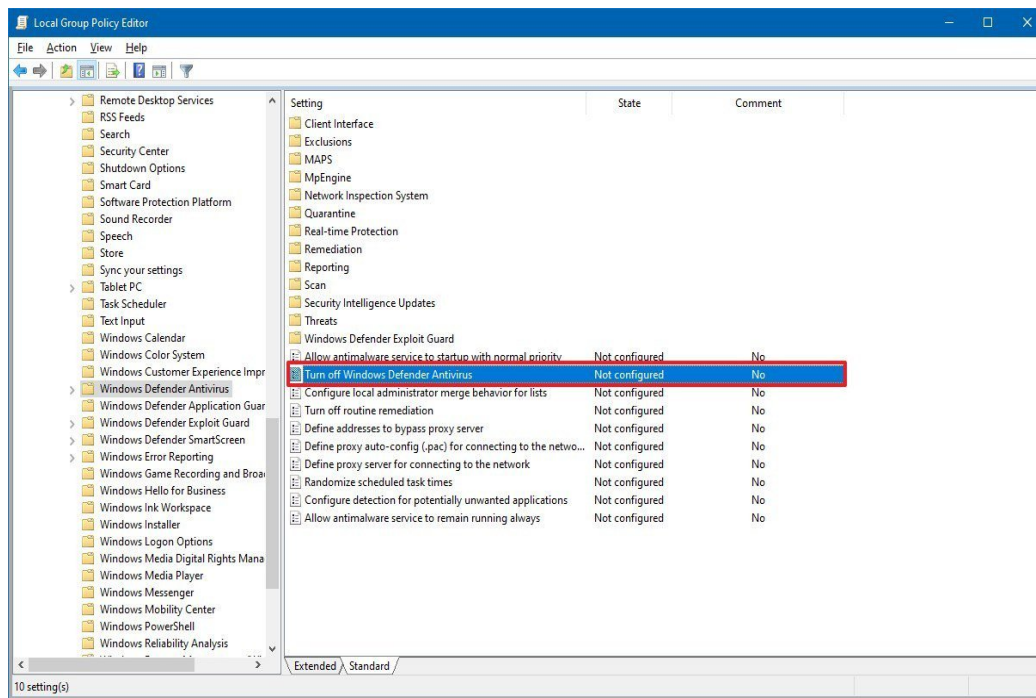 Local Group Policy Editor
File Action View Help
Remote Desktop Services
RSS Feeds
Search
Security Center
Shutdown Options
Smart Card
Software Protection Platform
Sound Recorder
Speech
Store
Sync your settings
Tablet PC
Task Scheduler
Text Input
Windows Calendar
Windows Color System
Windows Customer Experience Impr
Windows Defender Antivirus
Windows Defender Application Guar
Windows Defender Exploit Guard
Windows Defender SmartScreen
Windows Error Reporting
Windows Game Recording and Broa
Windows Hello for Business
Windows Ink Workspace
Windows Installer
Windows Logon Options
Windows Media Digital Rights Mana
Windows Media Player
Windows Messenger
Windows Mobility Center
Windows PowerShell
Windows Reliability Analysis
Setting State Comment
Client Interface
Exclusions
MAPS
MpEngine
Network Inspection System
Quarantine
Real-time Protection
Remediation
Reporting
Scan
Security Intelligence Updates
Threats
Windows Defender Exploit Guard
Allow antimalware service to startup with normal priority Not configured No
Turn off Windows Defender Antivirus Not configured No
Configure local administrator merge behavior for lists Not configured No
Turn off routine remediation Not configured No
Define addresses to bypass proxy server Not configured No
Define proxy auto-config (.pac) for connecting to the netwo... Not configured No
Define proxy server for connecting to the network Not configured No
Randomize scheduled task times Not configured No
Configure detection for potentially unwanted applications Not configured No
Allow antimalware service to remain running always Not configured No
Extended Standard
10 setting(s)